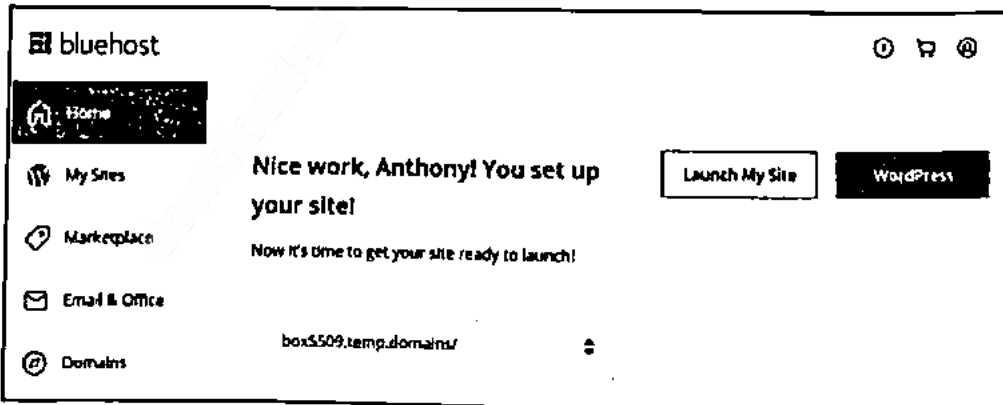 bluehost
Home
My Sites
Nice work, Anthony! You set up
your site!
Launch My Site
WordPress
Marketplace
Now it's time to get your site ready to launch!
Email & Office
box5509.temp.domains/
Domains